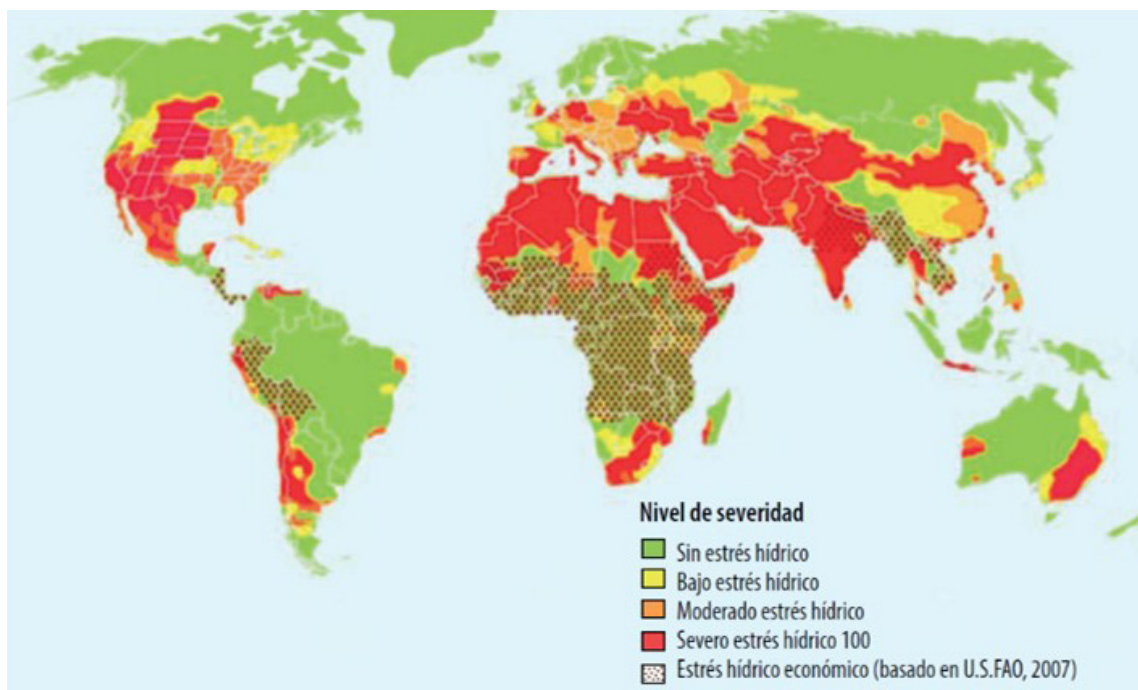 Nivel de severidad
Sin estrés hídrico
Bajo estrés hídrico
Moderado estrés hídrico
Severo estrés hídrico 100
Estrés hídrico económico (basado en U.S.FAO, 2007)